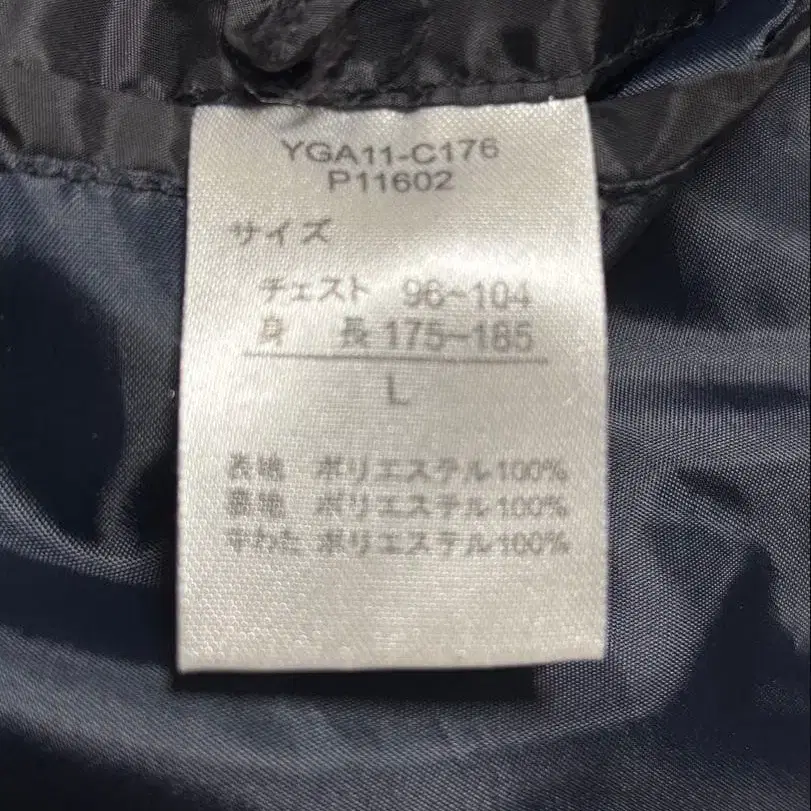 YGA11-C176
P11602
サイズ
チェスト 96~104
身 長 175~185
L
表地 ポリエステル100%
裏地 ポリエステル100%
中わた ポリエステル100%